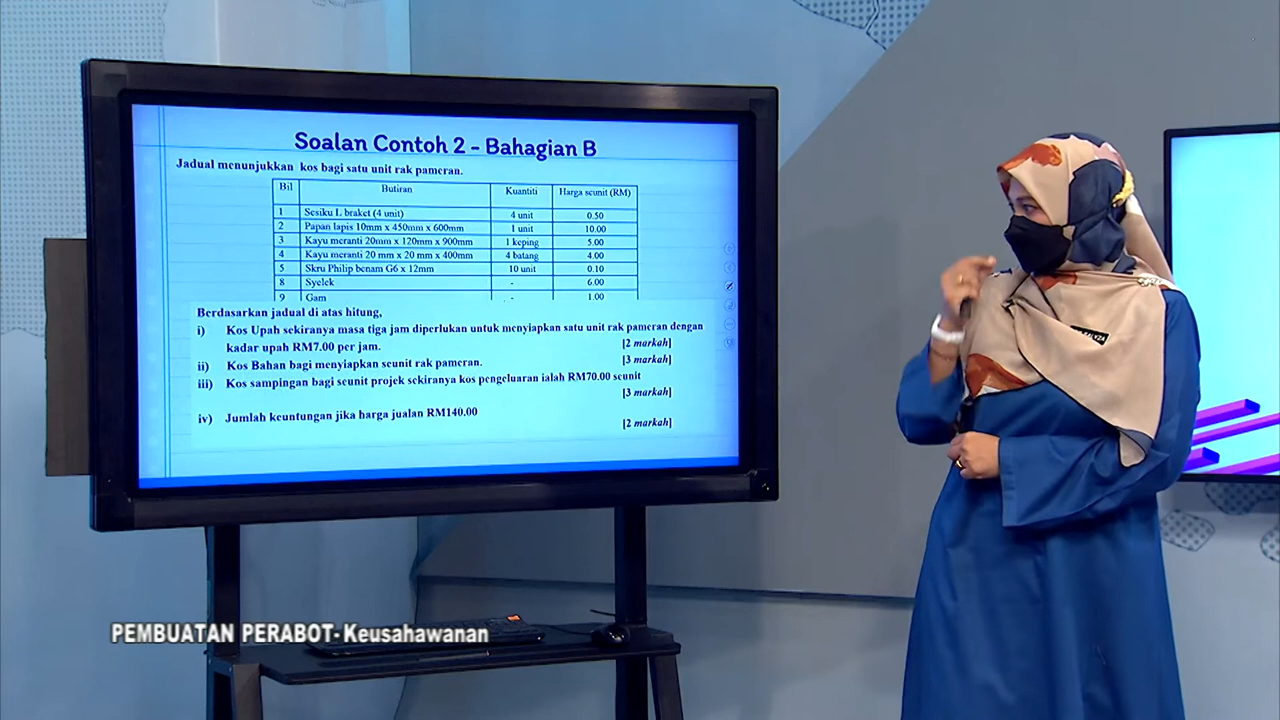 Soalan Contoh 2 - Bahagian B
Jadual menunjukkan kos bagi satu unit rak pameran.
Bil Butiran Kuantiti Harga seunit (RM)
1 Sesiku L braket (4 unit) 4 unit 0.50
2 Papan lapis 10mm x 450mm x 600mm 1 unit 10.00
3 Kayu meranti 20mm x 120mm x 900mm 1 keping 5.00
4 Kayu meranti 20 mm x 20 mm x 400mm 4 batang 4.00
5 Skru Philip benam G6 x 12mm 10 unit 0.10
8 Syelek - 6.00
9 Gam - 1.00
Berdasarkan jadual di atas hitung,
i) Kos Upah sekiranya masa tiga jam diperlukan untuk menyiapkan satu unit rak pameran dengan
kadar upah RM7.00 per jam. [2 markah]
ii) Kos Bahan bagi menyiapkan seunit rak pameran. [3 markah]
iii) Kos sampingan bagi seunit projek sekiranya kos pengeluaran ialah RM70.00 seunit
[3 markah]
iv) Jumlah keuntungan jika harga jualan RM140.00
[2 markah]
PEMBUATAN PERABOT-Keusahawanan